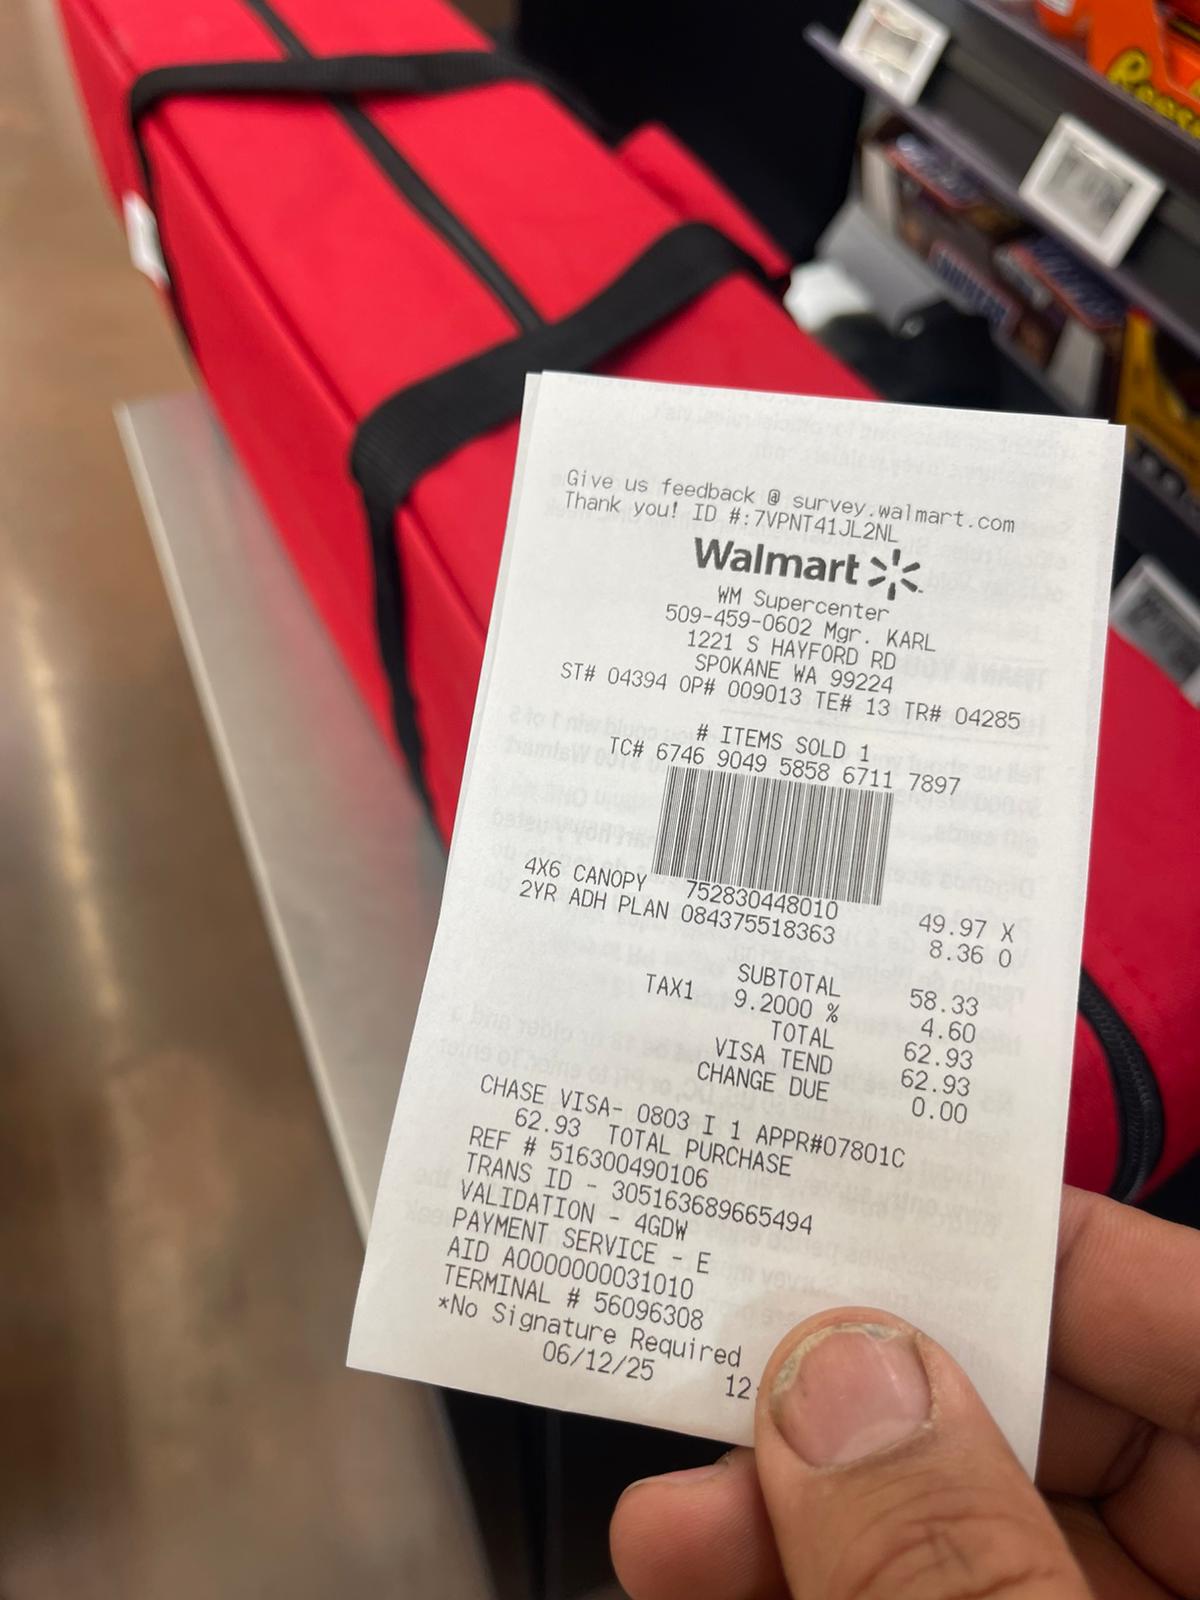 Give us feedback @ survey.walmart.com
Thank you! ID #:7VPNT41JL2NL
Walmart
WM Supercenter
509-459-0602 Mgr. KARL
1221 S HAYFORD RD
SPOKANE WA 99224
ST# 04394 OP# 009013 TE# 13 TR# 04285
# ITEMS SOLD 1
TC# 6746 9049 5858 6711 7897
4X6 CANOPY 752830448010 49.97 X
2YR ADH PLAN 084375518363 8.36 O
SUBTOTAL 58.33
TAX1 9.2000 % 4.60
TOTAL 62.93
VISA TEND 62.93
CHANGE DUE 0.00
CHASE VISA- 0803 I 1 APPR#07801C
62.93 TOTAL PURCHASE
REF # 516300490106
TRANS ID - 305163689665494
VALIDATION - 4GDW
PAYMENT SERVICE - E
AID A0000000031010
TERMINAL # 56096308
*No Signature Required
06/12/25 12